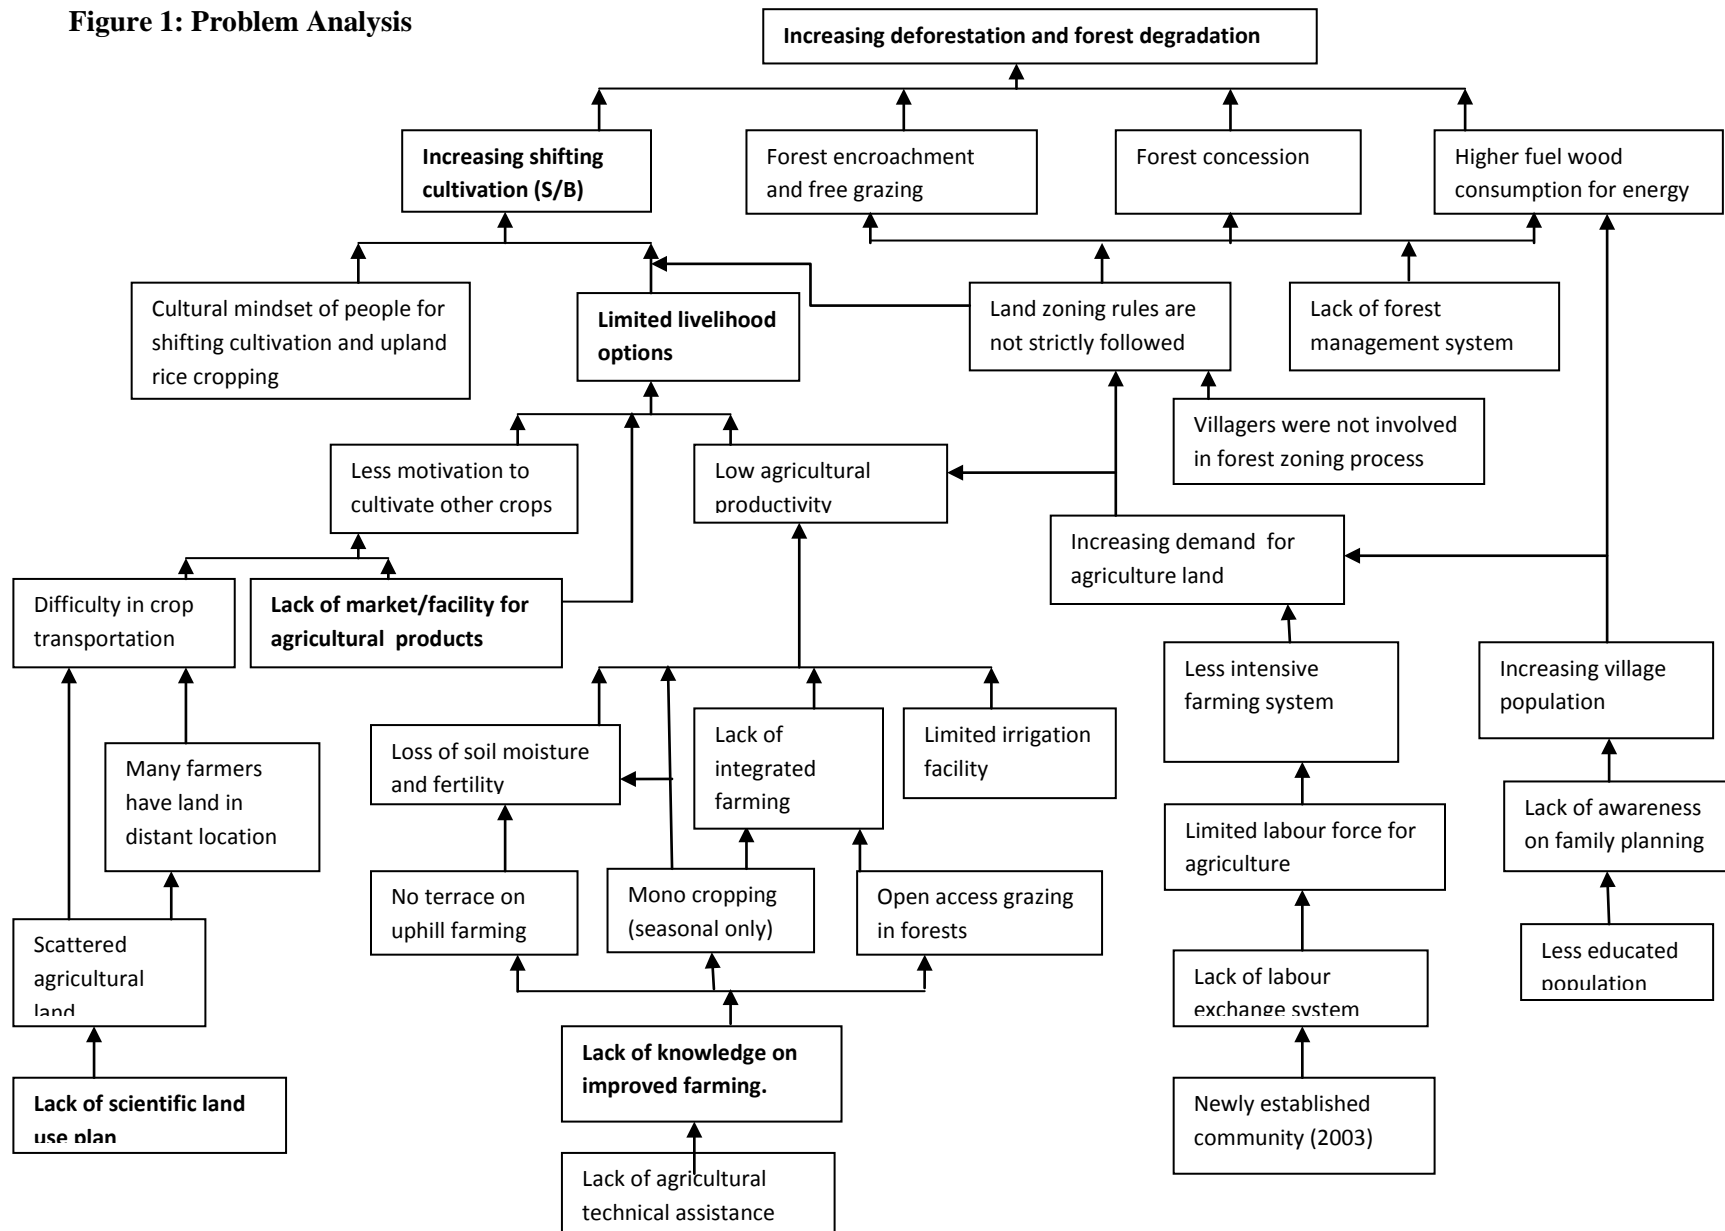 Figure 1: Problem Analysis
Increasing deforestation and forest degradation
Increasing shifting
cultivation (S/B)
Forest encroachment
and free grazing
Forest concession
Higher fuel wood
consumption for energy
Cultural mindset of people for
shifting cultivation and upland
rice cropping
Limited livelihood
options
Land zoning rules are
not strictly followed
Lack of forest
management system
Villagers were not involved
in forest zoning process
Less motivation to
cultivate other crops
Low agricultural
productivity
Increasing demand for
agriculture land
Difficulty in crop
transportation
Lack of market/facility for
agricultural products
Less intensive
farming system
Increasing village
population
Loss of soil moisture
and fertility
Lack of
integrated
farming
Limited irrigation
facility
Many farmers
have land in
distant location
Limited labour force for
agriculture
Lack of awareness
on family planning
No terrace on
uphill farming
Mono cropping
(seasonal only)
Open access grazing
in forests
Scattered
agricultural
land
Lack of labour
exchange system
Less educated
population
Lack of knowledge on
improved farming.
Lack of scientific land
use plan
Newly established
community (2003)
Lack of agricultural
technical assistance